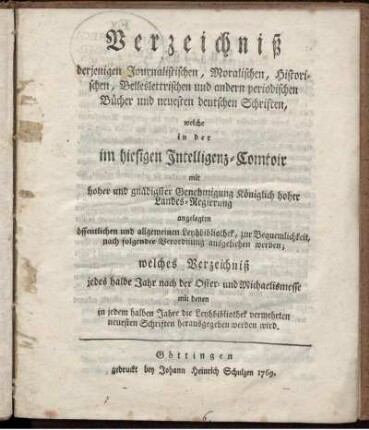 Verzeichniß
derjenigen Journalistischen, Moralischen, Histori-
schen, Belleslettrischen und andern periodischen
Bücher und neuesten deutschen Schriften,
welche
in der
im hiesigen Intelligenz-Comtoir
mit
hoher und gnädigster Genehmigung Königlich hoher
Landes-Regierung
angelegten
öffentlichen und allgemeinen Leyhbibliothek, zur Bequemlichkeit,
nach folgender Verordnung ausgeliehen werden;
welches Verzeichniß
jedes halbe Jahr nach der Oster- und Michaelismesse
mit denen
in jedem halben Jahre die Leyhbibliothek vermehrten
neuesten Schriften herausgegeben werden wird.
Göttingen
gedruckt bey Johann Heinrich Schulzen 1769.